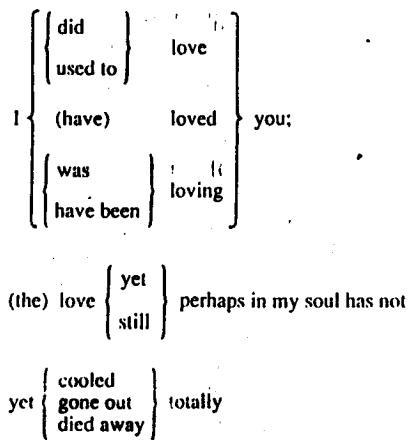 did
used to love
I (have) loved you;
was
have been loving
(the) love yet
still perhaps in my soul has not
yet cooled
gone out totally
died away